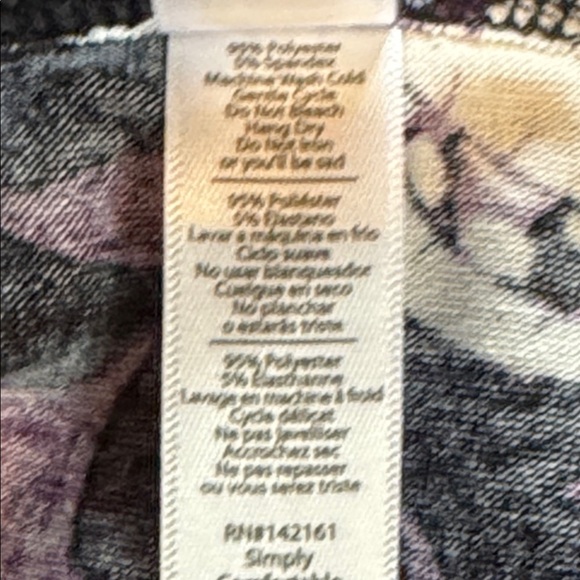 95% Polyester
5% Spandex
Machine Wash Cold
Gentle Cycle
Do Not Bleach
Hang Dry
Do Not Iron
or you'll be sad
95% Poliéster
5% Elastano
Lavar a máquina en frío
Ciclo suave
No usar blanqueador
Cuelgue en seco
No planchar
o estarás triste
95% Polyester
5% Élasthanne
Lavage en machine à froid
Cycle délicat
Ne pas javelliser
Accrochez sec
Ne pas repasser
ou vous serez triste
RN#142161
Simply
Comfortable